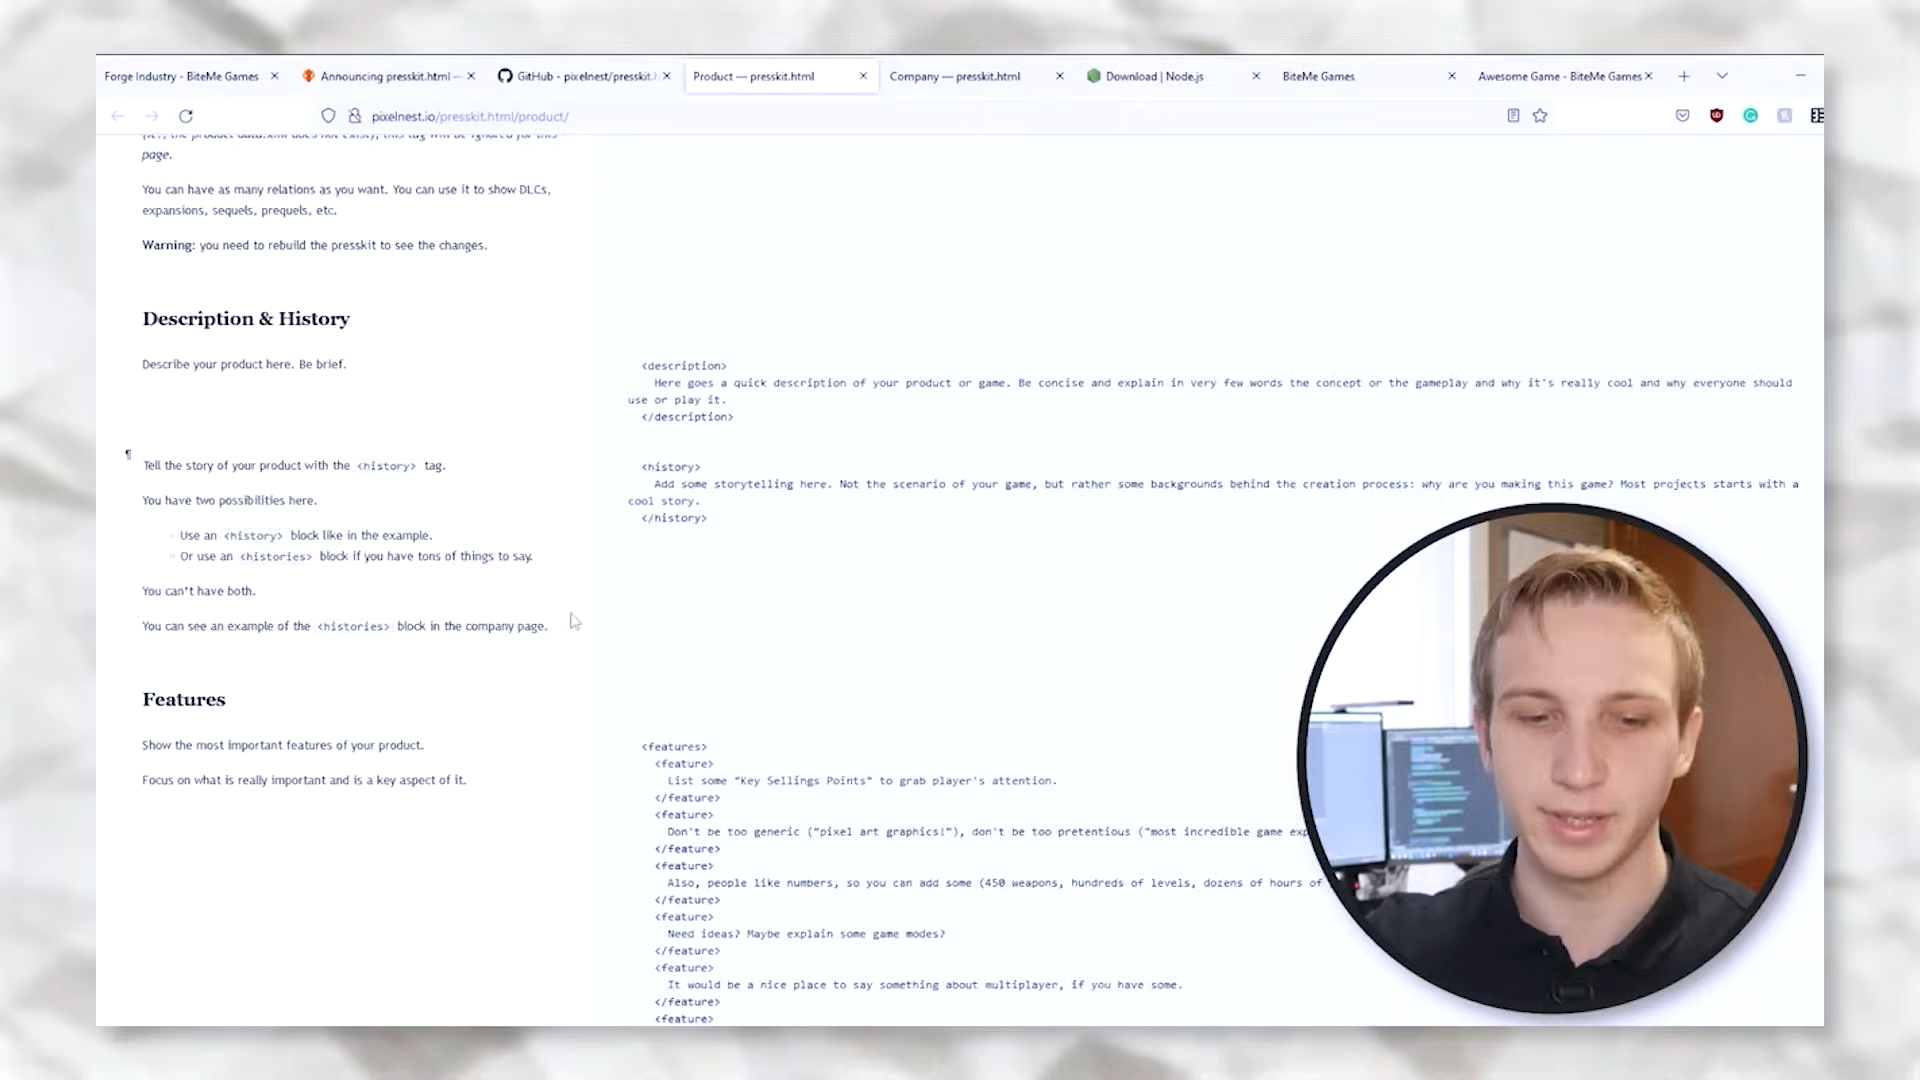 Forge Industry - BiteMe Games
Announcing presskit.html —
GitHub - pixelnest/presskit.
Product — presskit.html
Company — presskit.html
Download | Node.js
BiteMe Games
Awesome Game - BiteMe Games
pixelnest.io/presskit.html/product/
(i.e., the product data.xml does not exist), this tag will be ignored for this
page.
You can have as many relations as you want. You can use it to show DLCs,
expansions, sequels, prequels, etc.
Warning: you need to rebuild the presskit to see the changes.
Description & History
Describe your product here. Be brief.
<description>
Here goes a quick description of your product or game. Be concise and explain in very few words the concept or the gameplay and why it's really cool and why everyone should
use or play it.
</description>
¶
Tell the story of your product with the <history> tag.
You have two possibilities here.
Use an <history> block like in the example.
Or use an <histories> block if you have tons of things to say.
You can't have both.
You can see an example of the <histories> block in the company page.
<history>
Add some storytelling here. Not the scenario of your game, but rather some backgrounds behind the creation process: why are you making this game? Most projects starts with a
cool story.
</history>
Features
Show the most important features of your product.
Focus on what is really important and is a key aspect of it.
<features>
<feature>
List some "Key Sellings Points" to grab player's attention.
</feature>
<feature>
Don't be too generic ("pixel art graphics!"), don't be too pretentious ("most incredible game exp
</feature>
<feature>
Also, people like numbers, so you can add some (450 weapons, hundreds of levels, dozens of hours of
</feature>
<feature>
Need ideas? Maybe explain some game modes?
</feature>
<feature>
It would be a nice place to say something about multiplayer, if you have some.
</feature>
<feature>